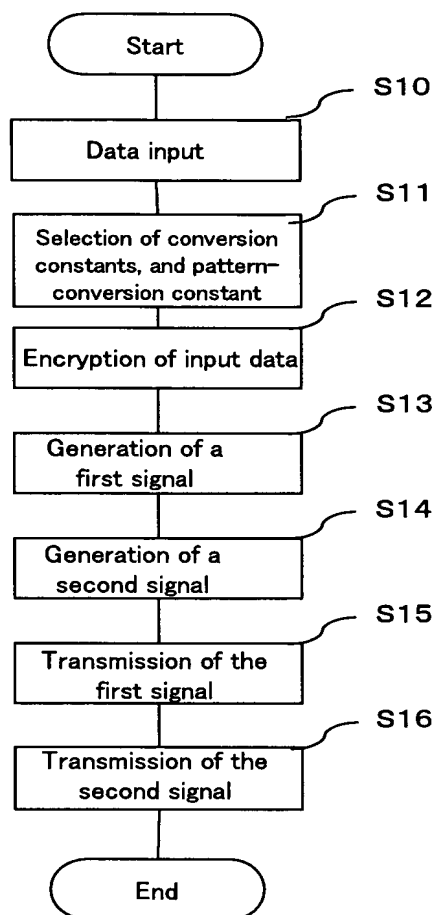 Start
S10
Data input
S11
Selection of conversion
constants, and pattern-
conversion constant
S12
Encryption of input data
S13
Generation of a
first signal
S14
Generation of a
second signal
S15
Transmission of the
first signal
S16
Transmission of the
second signal
End